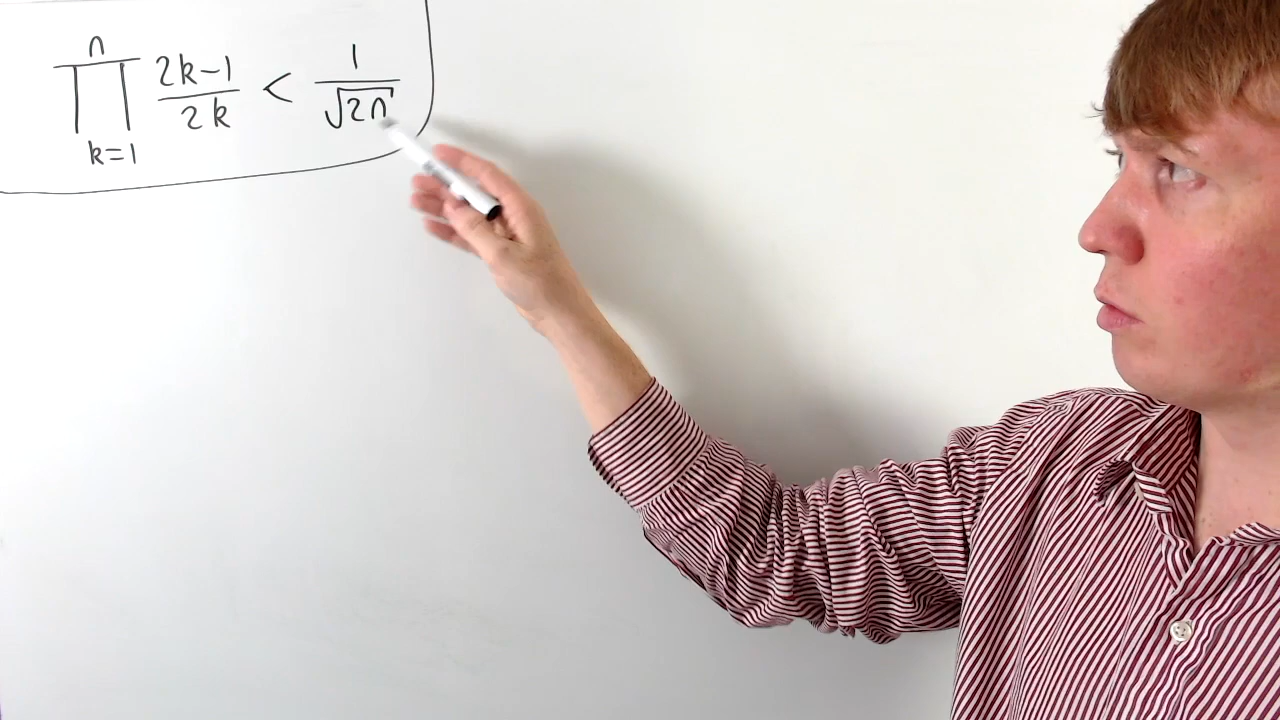 n
∏ (2k-1)/(2k) < 1/√(2n)
k=1